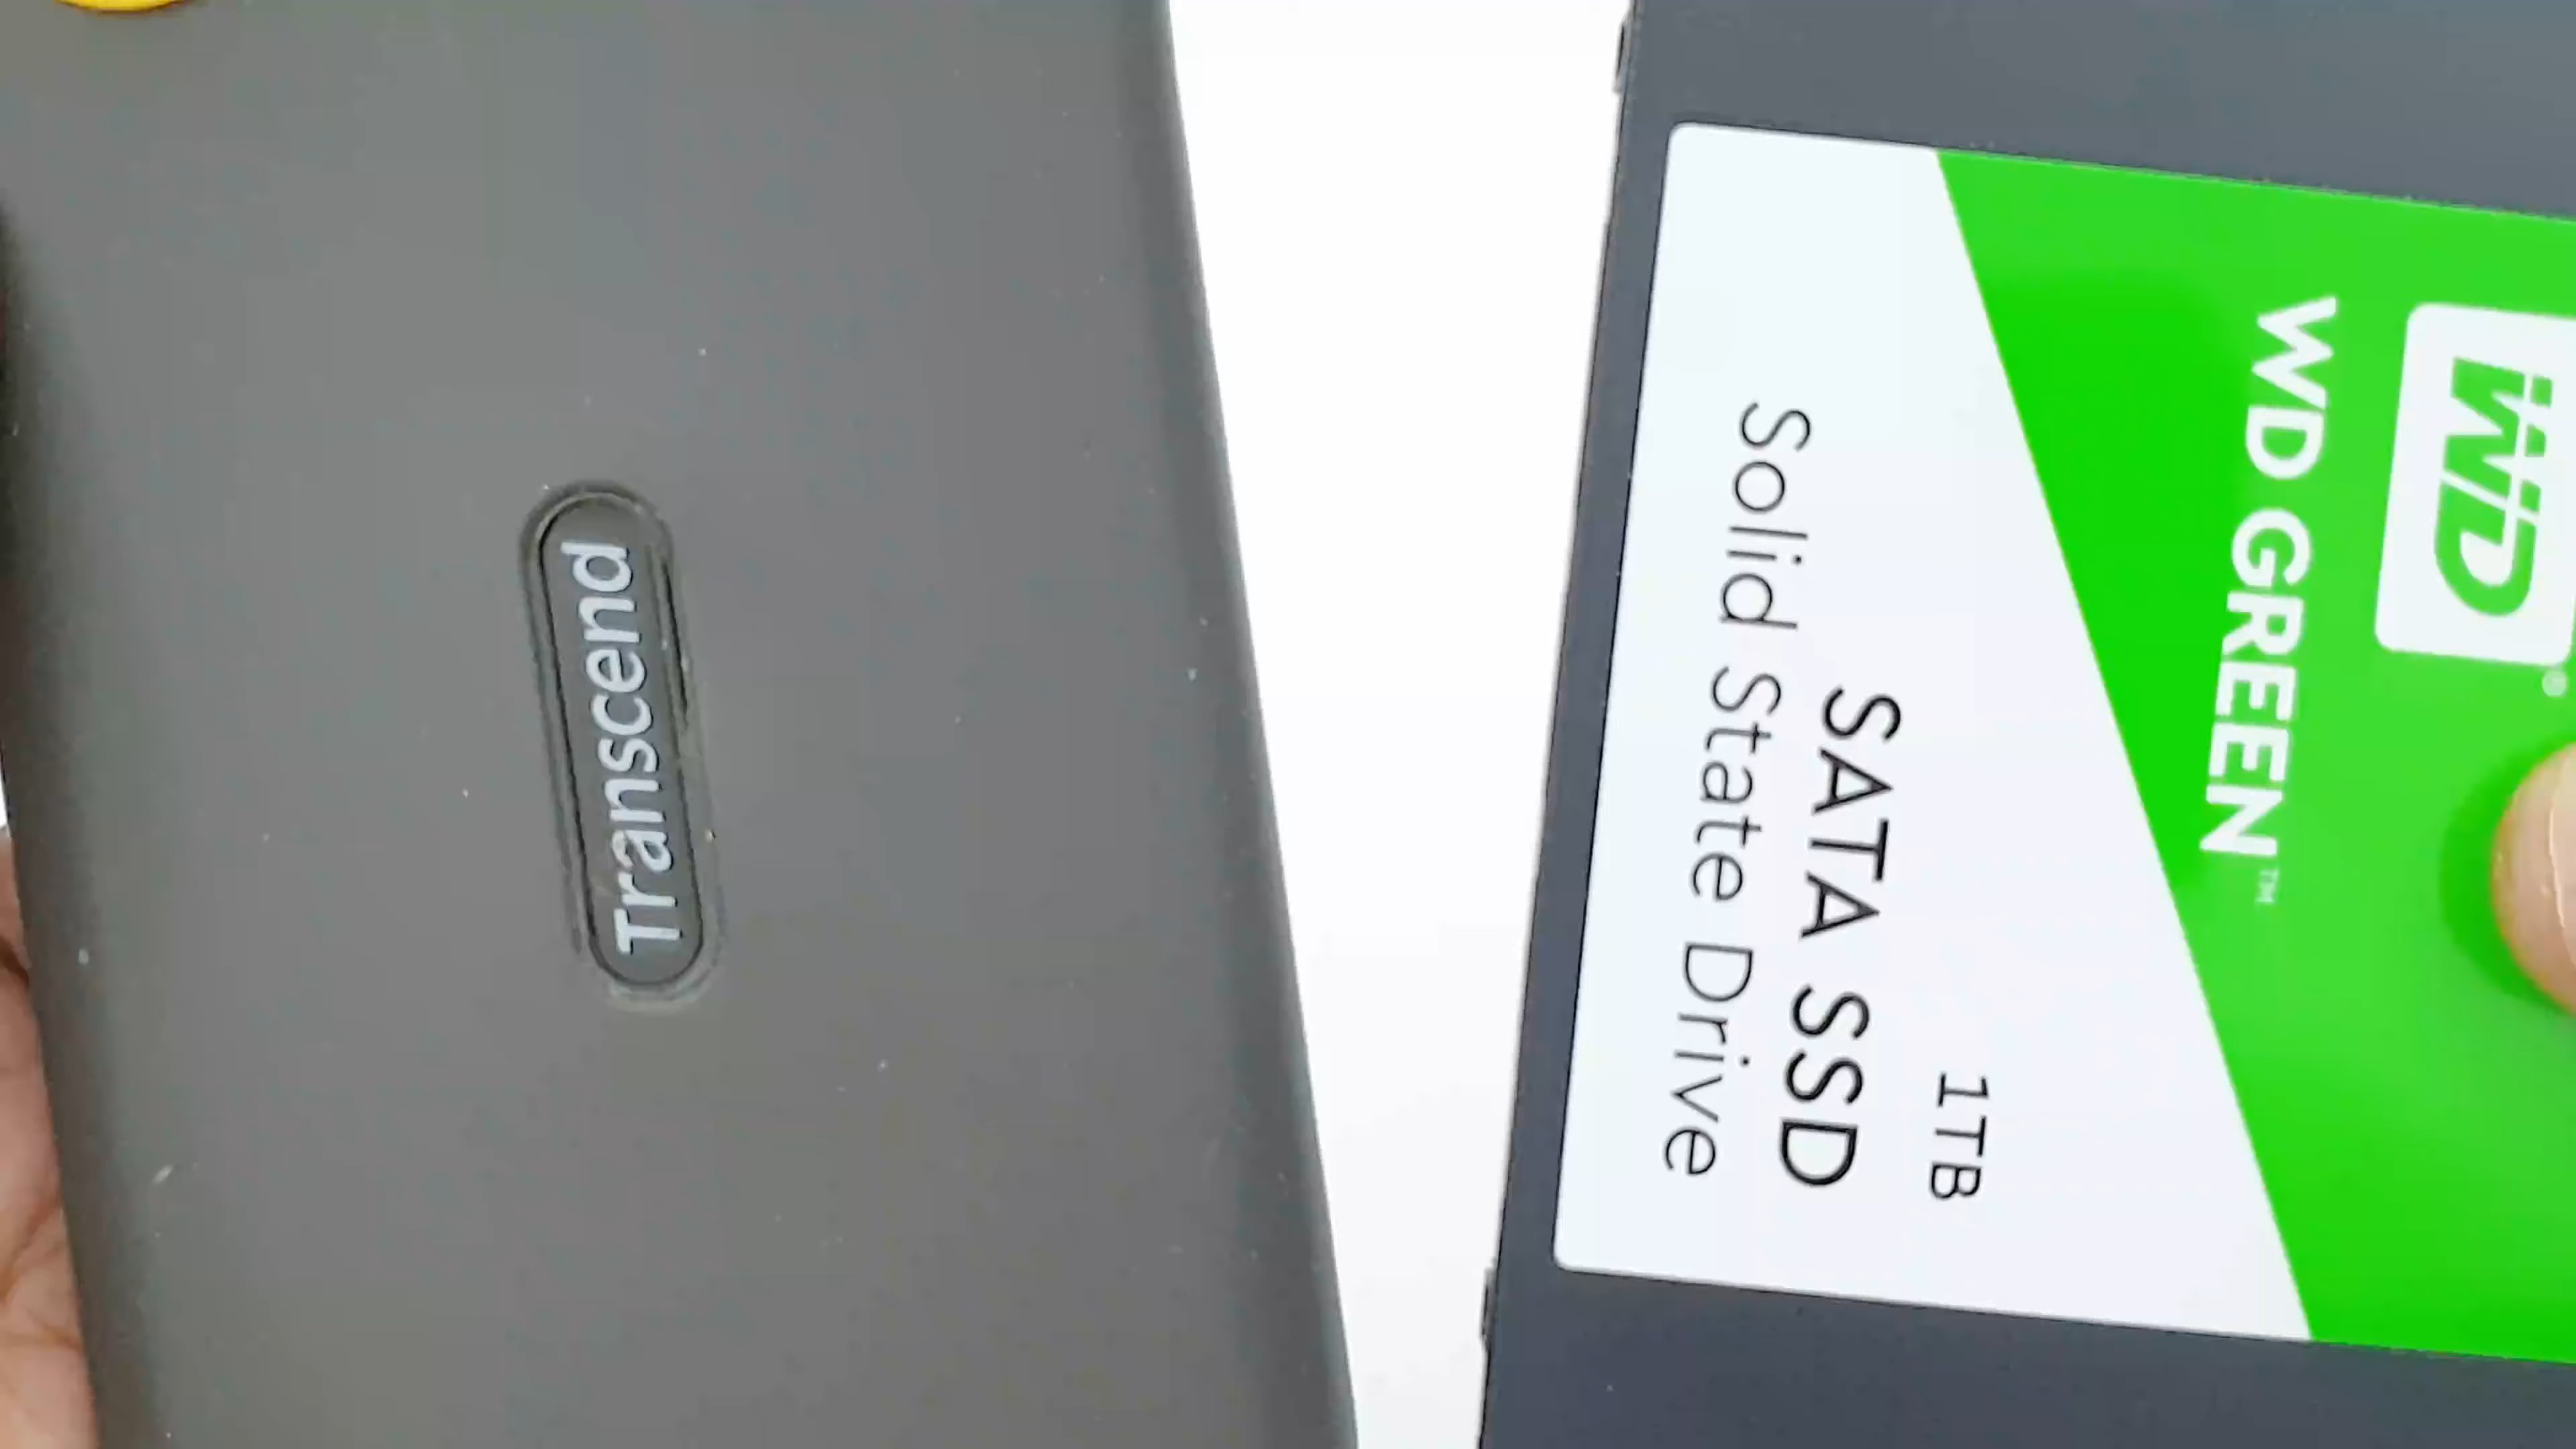 Transcend
WD
®
WD GREEN™
1TB
SATA SSD
Solid State Drive